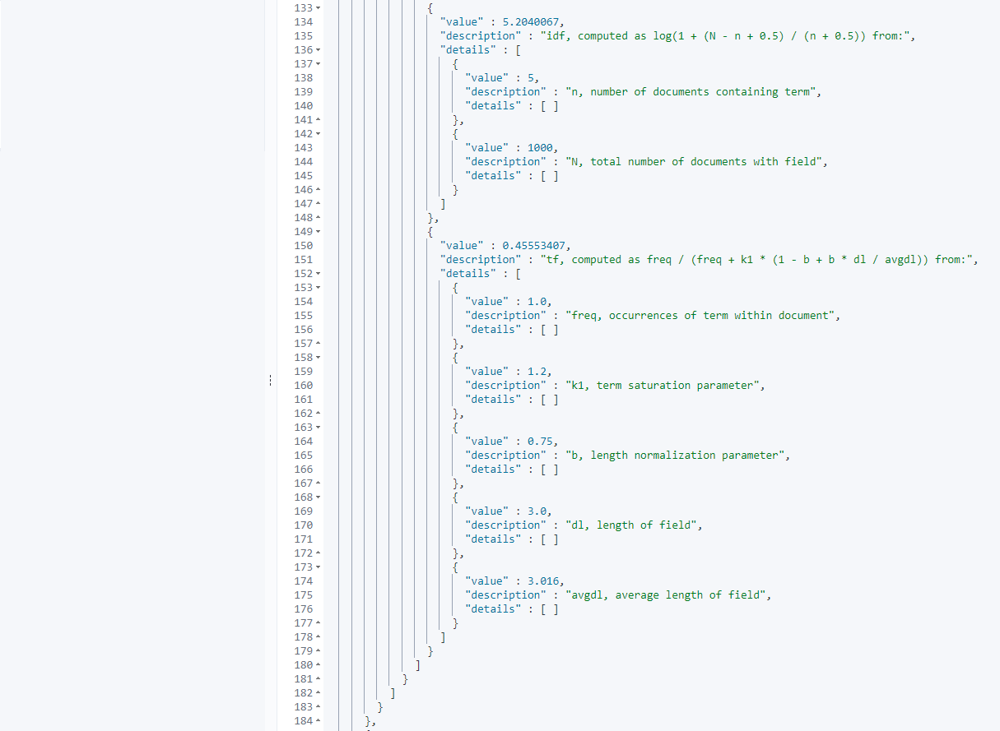 133 {
134 "value" : 5.2040067,
135 "description" : "idf, computed as log(1 + (N - n + 0.5) / (n + 0.5)) from:",
136 "details" : [
137 {
138 "value" : 5,
139 "description" : "n, number of documents containing term",
140 "details" : [ ]
141 },
142 {
143 "value" : 1000,
144 "description" : "N, total number of documents with field",
145 "details" : [ ]
146 }
147 ]
148 },
149 {
150 "value" : 0.45553407,
151 "description" : "tf, computed as freq / (freq + k1 * (1 - b + b * dl / avgdl)) from:",
152 "details" : [
153 {
154 "value" : 1.0,
155 "description" : "freq, occurrences of term within document",
156 "details" : [ ]
157 },
158 {
159 "value" : 1.2,
160 "description" : "k1, term saturation parameter",
161 "details" : [ ]
162 },
163 {
164 "value" : 0.75,
165 "description" : "b, length normalization parameter",
166 "details" : [ ]
167 },
168 {
169 "value" : 3.0,
170 "description" : "dl, length of field",
171 "details" : [ ]
172 },
173 {
174 "value" : 3.016,
175 "description" : "avgdl, average length of field",
176 "details" : [ ]
177 }
178 ]
179 }
180 ]
181 }
182 ]
183 }
184 },